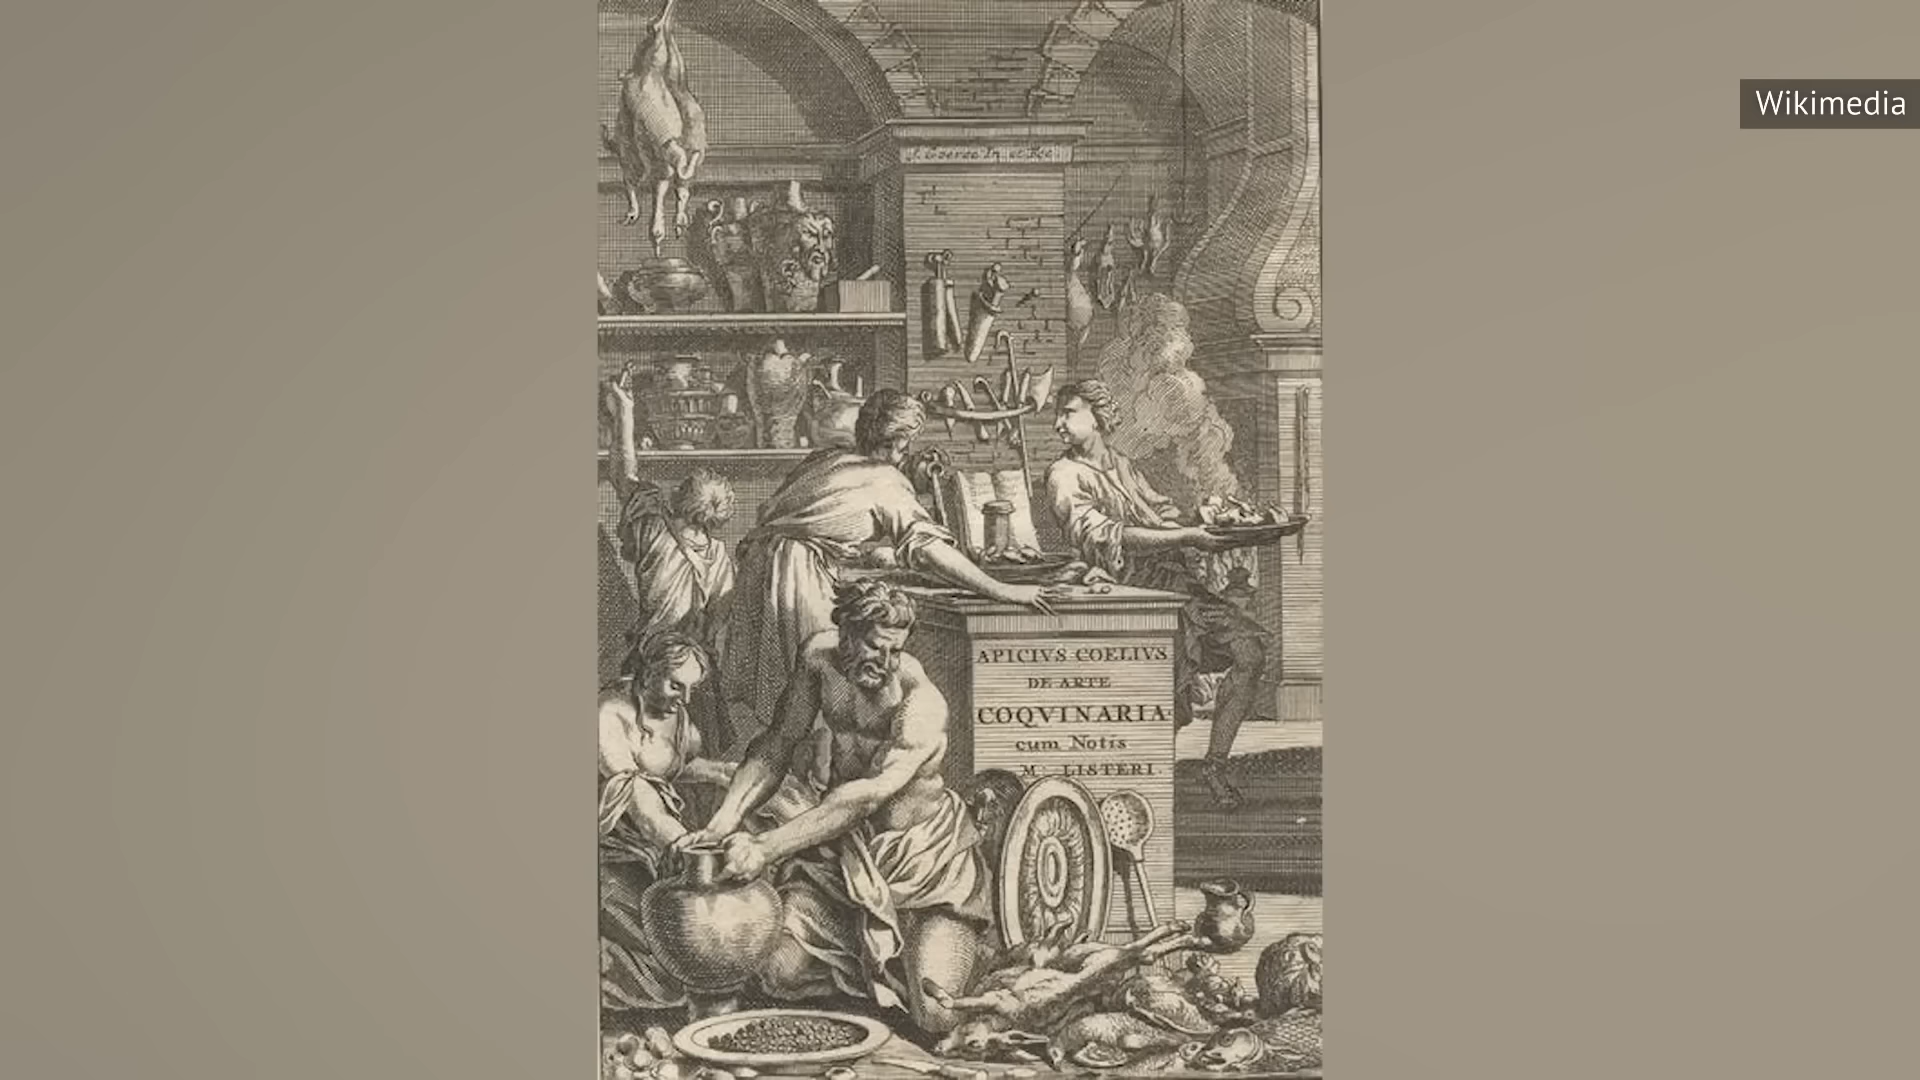 Wikimedia
APICIVS COELIVS
DE ARTE
COQVINARIA.
cum Notis
M. LISTERI.